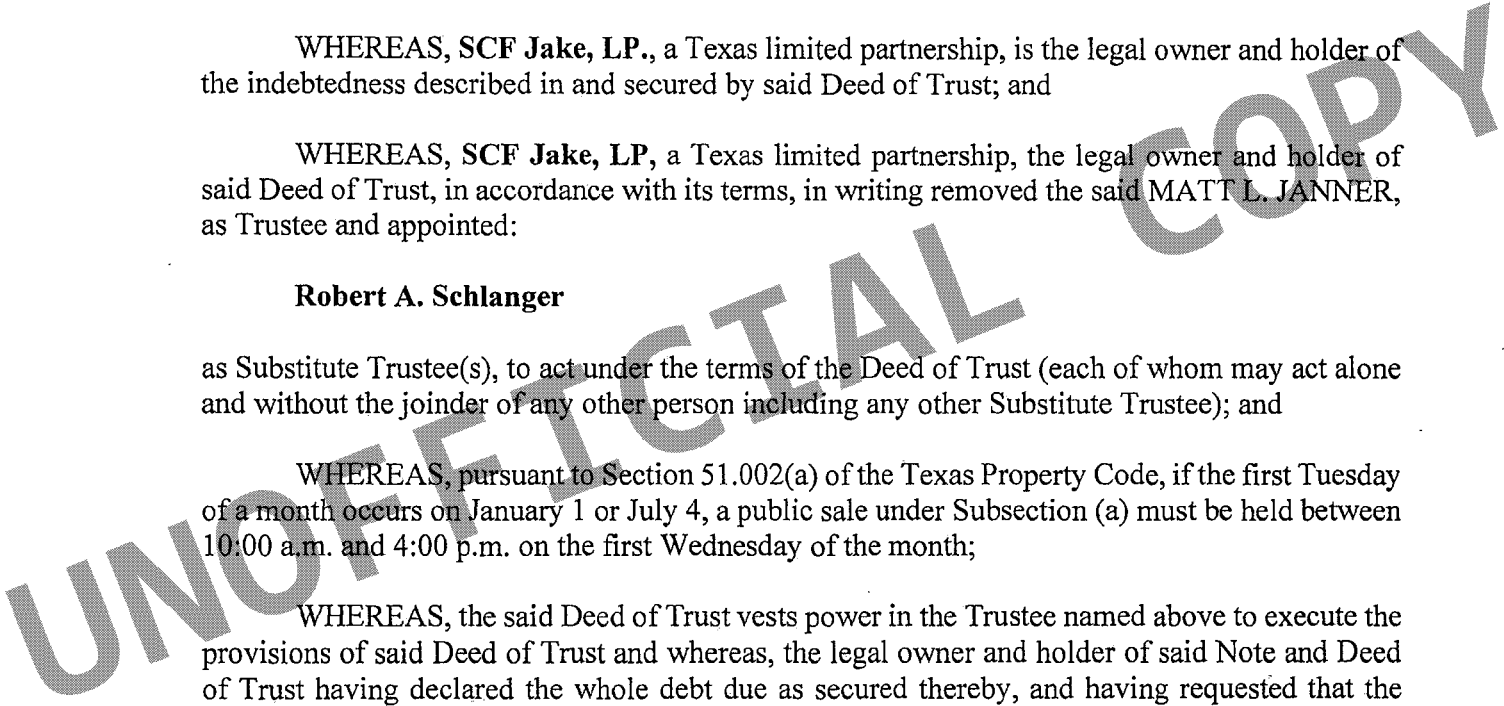 WHEREAS, SCF Jake, LP., a Texas limited partnership, is the legal owner and holder of
the indebtedness described in and secured by said Deed of Trust; and
WHEREAS, SCF Jake, LP, a Texas limited partnership, the legal owner and holder of
said Deed of Trust, in accordance with its terms, in writing removed the said MATT L. JANNER,
as Trustee and appointed:
Robert A. Schlanger
as Substitute Trustee(s), to act under the terms of the Deed of Trust (each of whom may act alone
and without the joinder of any other person including any other Substitute Trustee); and
WHEREAS, pursuant to Section 51.002(a) of the Texas Property Code, if the first Tuesday
of a month occurs on January 1 or July 4, a public sale under Subsection (a) must be held between
10:00 a.m. and 4:00 p.m. on the first Wednesday of the month;
WHEREAS, the said Deed of Trust vests power in the Trustee named above to execute the
provisions of said Deed of Trust and whereas, the legal owner and holder of said Note and Deed
of Trust having declared the whole debt due as secured thereby, and having requested that the
UNOFFICIAL COPY